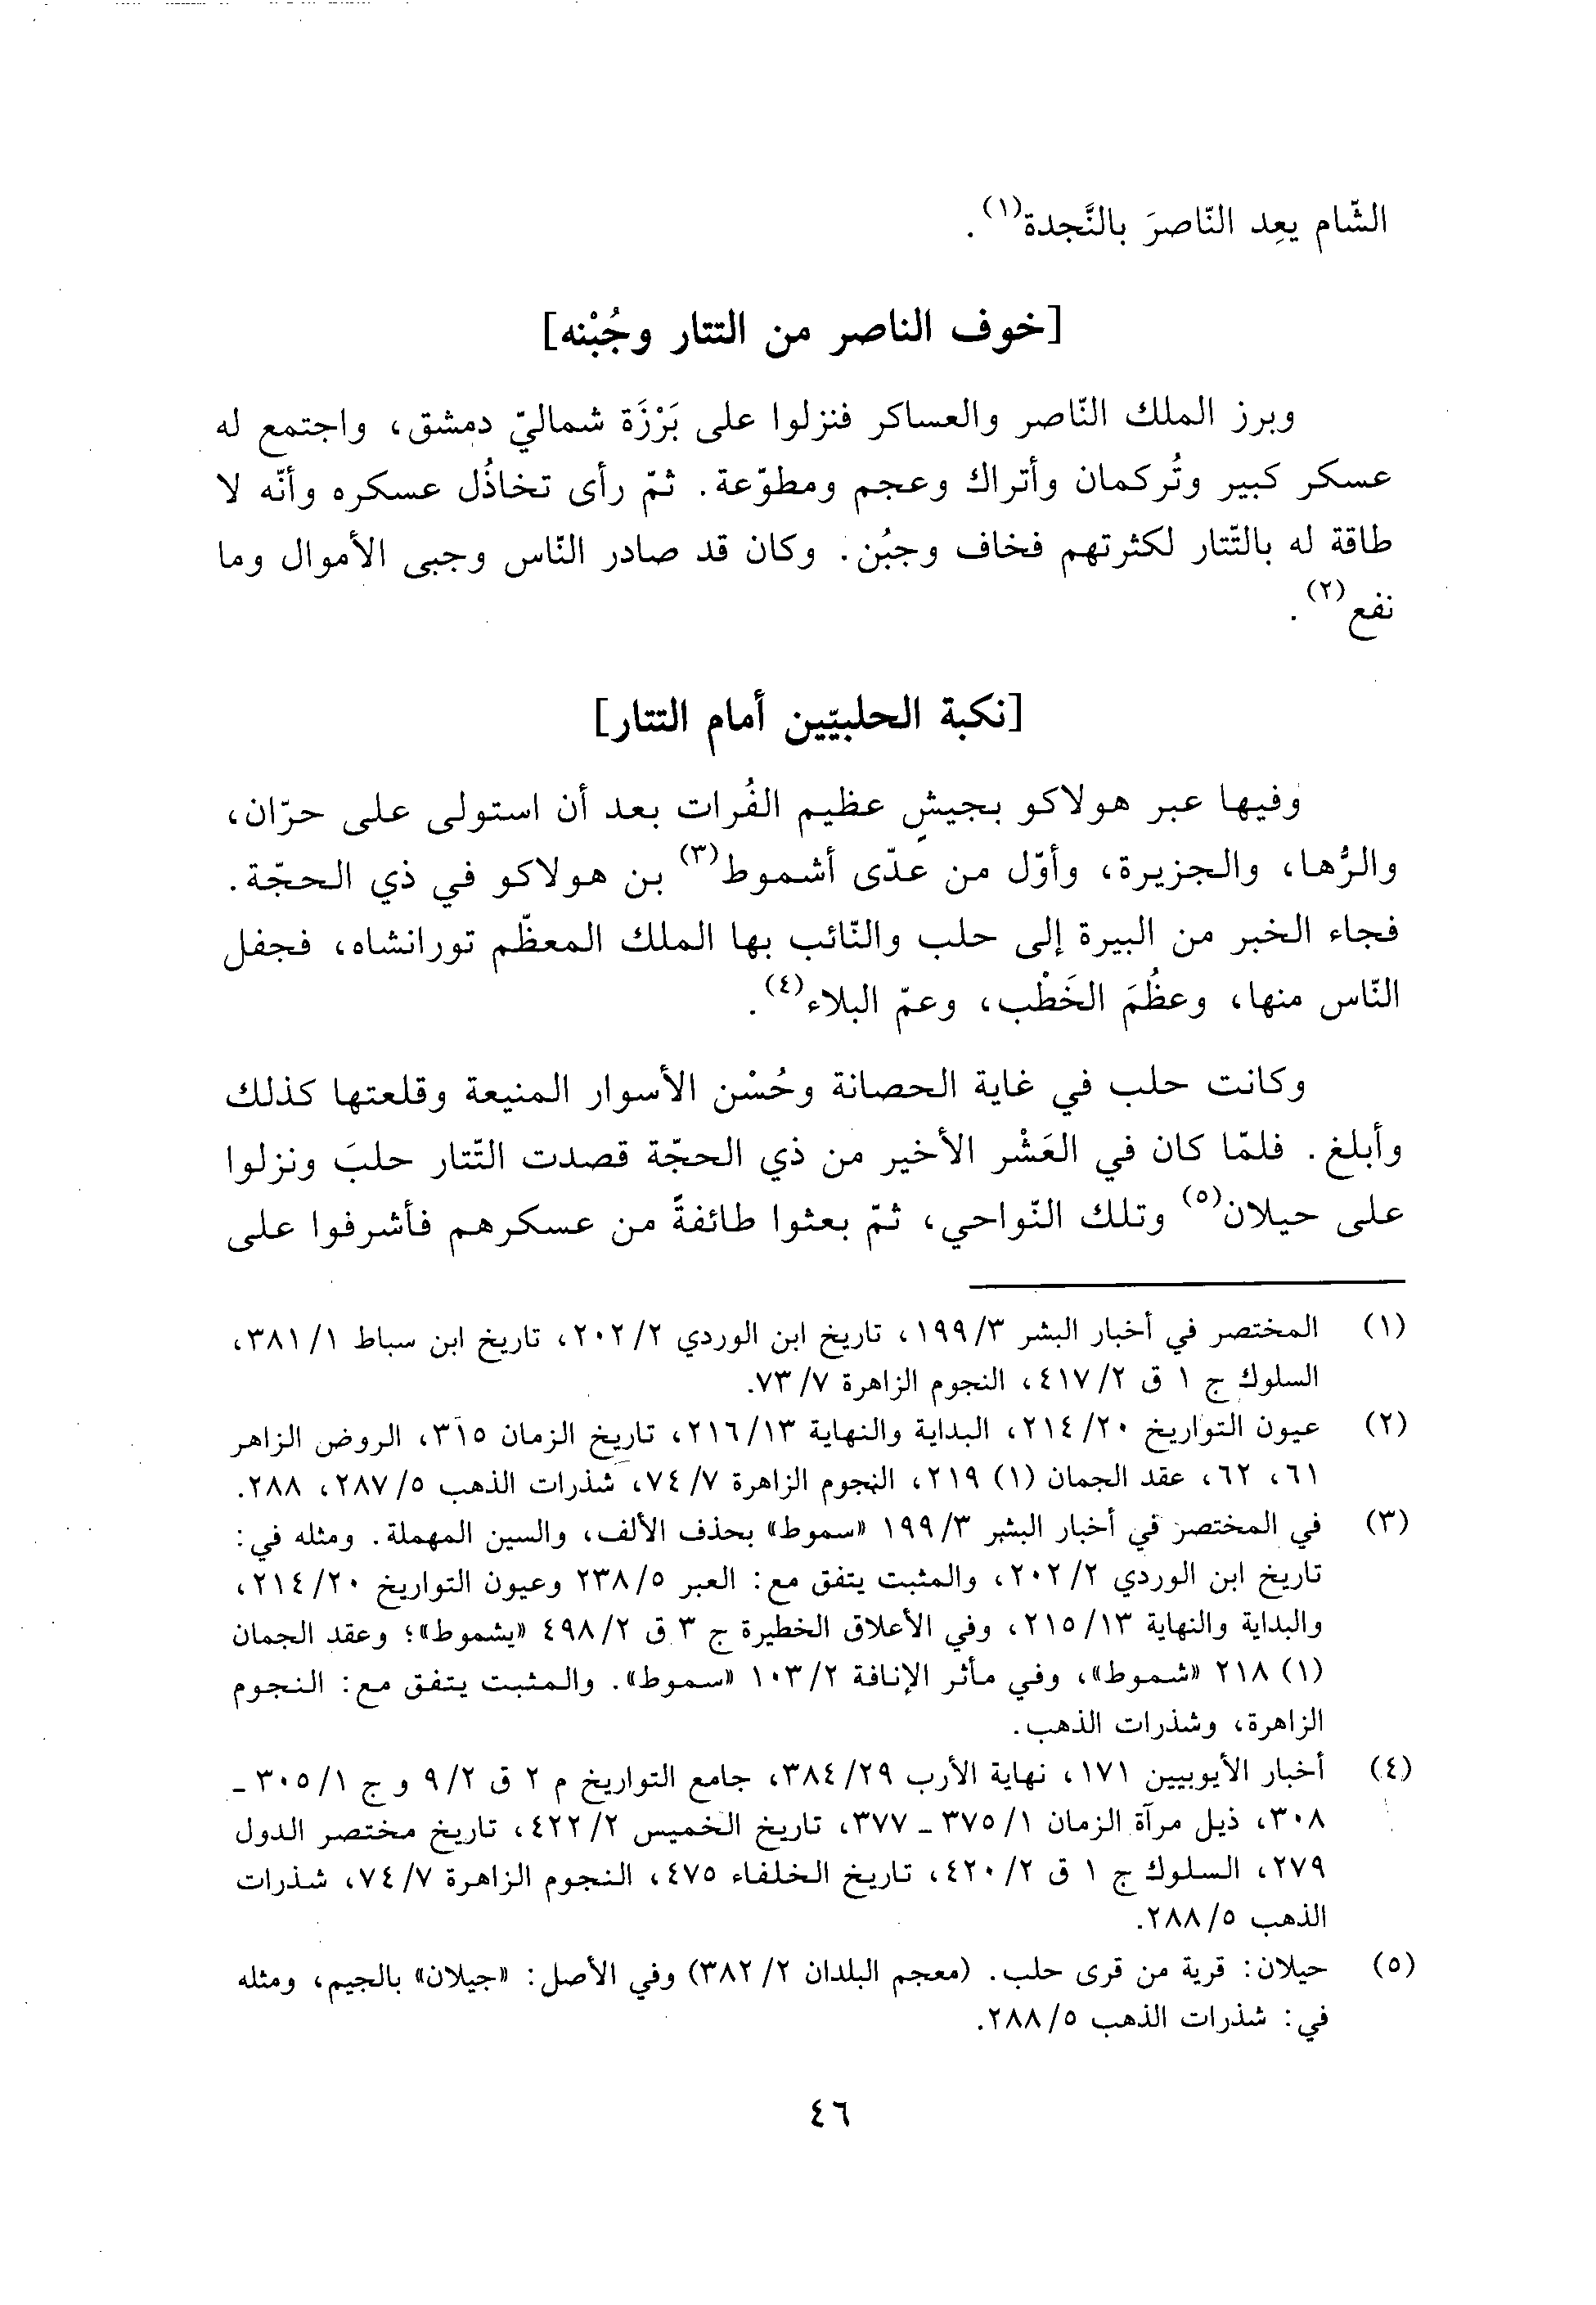 الشّام يعِد النّاصرَ بالنَّجدة(١).
[خوف الناصر من التتار وجُبْنه]
وبرز الملك النّاصر والعساكر فنزلوا على بَرْزَة شماليّ دمشق، واجتمع له
عسكر كبير وتُركمان وأتراك وعجم ومطوّعة. ثمّ رأى تخاذُل عسكره وأنّه لا
طاقة له بالتّتار لكثرتهم فخاف وجبُن. وكان قد صادر النّاس وجبى الأموال وما
نفع(٢).
[نكبة الحلبيّين أمام التتار]
وفيها عبر هولاكو بجيشٍ عظيم الفُرات بعد أن استولى على حرّان،
والرُّها، والجزيرة، وأوّل من عدّى أشموط(٣) بن هولاكو في ذي الحجّة.
فجاء الخبر من البيرة إلى حلب والنّائب بها الملك المعظّم تورانشاه، فجفل
النّاس منها، وعظُمَ الخَطْب، وعمّ البلاء(٤).
وكانت حلب في غاية الحصانة وحُسْن الأسوار المنيعة وقلعتها كذلك
وأبلغ. فلمّا كان في العَشْر الأخير من ذي الحجّة قصدت التّتار حلبَ ونزلوا
على حيلان(٥) وتلك النّواحي، ثمّ بعثوا طائفةً من عسكرهم فأشرفوا على
(١) المختصر في أخبار البشر ٣/ ١٩٩، تاريخ ابن الوردي ٢/ ٢٠٢، تاريخ ابن سباط ١/ ٣٨١،
السلوك ج ١ ق ٢/ ٤١٧، النجوم الزاهرة ٧/ ٧٣.
(٢) عيون التواريخ ٢٠/ ٢١٤، البداية والنهاية ١٣/ ٢١٦، تاريخ الزمان ٣١٥، الروض الزاهر
٦١، ٦٢، عقد الجمان (١) ٢١٩، النجوم الزاهرة ٧/ ٧٤، شذرات الذهب ٥/ ٢٨٧، ٢٨٨.
(٣) في المختصر في أخبار البشر ٣/ ١٩٩ «سموط» بحذف الألف، والسين المهملة. ومثله في:
تاريخ ابن الوردي ٢/ ٢٠٢، والمثبت يتفق مع: العبر ٥/ ٢٣٨ وعيون التواريخ ٢٠/ ٢١٤،
والبداية والنهاية ١٣/ ٢١٥، وفي الأعلاق الخطيرة ج ٣ ق ٢/ ٤٩٨ «يشموط»؛ وعقد الجمان
(١) ٢١٨ «شموط»، وفي مآثر الإنافة ٢/ ١٠٣ «سموط». والمثبت يتفق مع: النجوم
الزاهرة، وشذرات الذهب.
(٤) أخبار الأيوبيين ١٧١، نهاية الأرب ٢٩/ ٣٨٤، جامع التواريخ م ٢ ق ٢/ ٩ و ج ١/ ٣٠٥ ـ
٣٠٨، ذيل مرآة الزمان ١/ ٣٧٥ ـ ٣٧٧، تاريخ الخميس ٢/ ٤٢٢، تاريخ مختصر الدول
٢٧٩، السلوك ج ١ ق ٢/ ٤٢٠، تاريخ الخلفاء ٤٧٥، النجوم الزاهرة ٧/ ٧٤، شذرات
الذهب ٥/ ٢٨٨.
(٥) حيلان: قرية من قرى حلب. (معجم البلدان ٢/ ٣٨٢) وفي الأصل: «جيلان» بالجيم، ومثله
في: شذرات الذهب ٥/ ٢٨٨.
٤٦